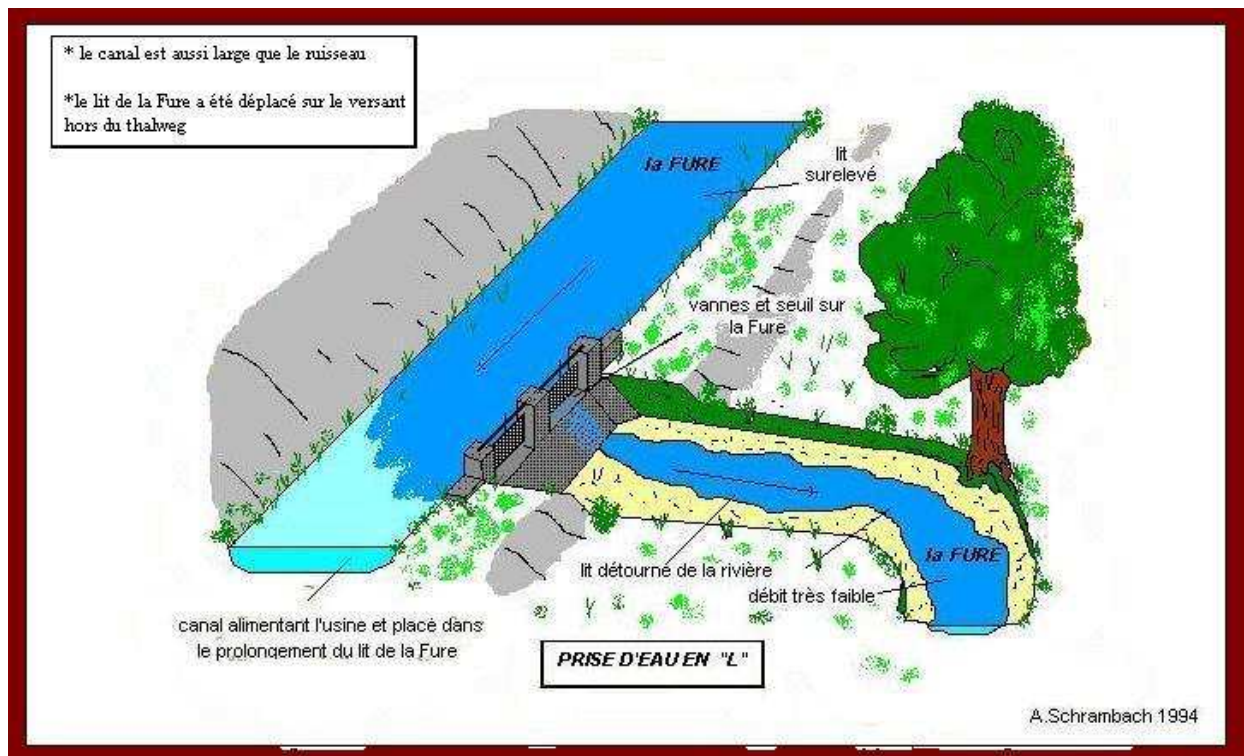 * le canal est aussi large que le ruisseau
*le lit de la Fure a été déplacé sur le versant
hors du thalweg
la FURE
lit
surelevé
vannes et seuil sur
la Fure
lit détourné de la rivière
débit très faible
la FURE
canal alimentant l'usine et placé dans
le prolongement du lit de la Fure
PRISE D'EAU EN "L"
A.Schrambach 1994